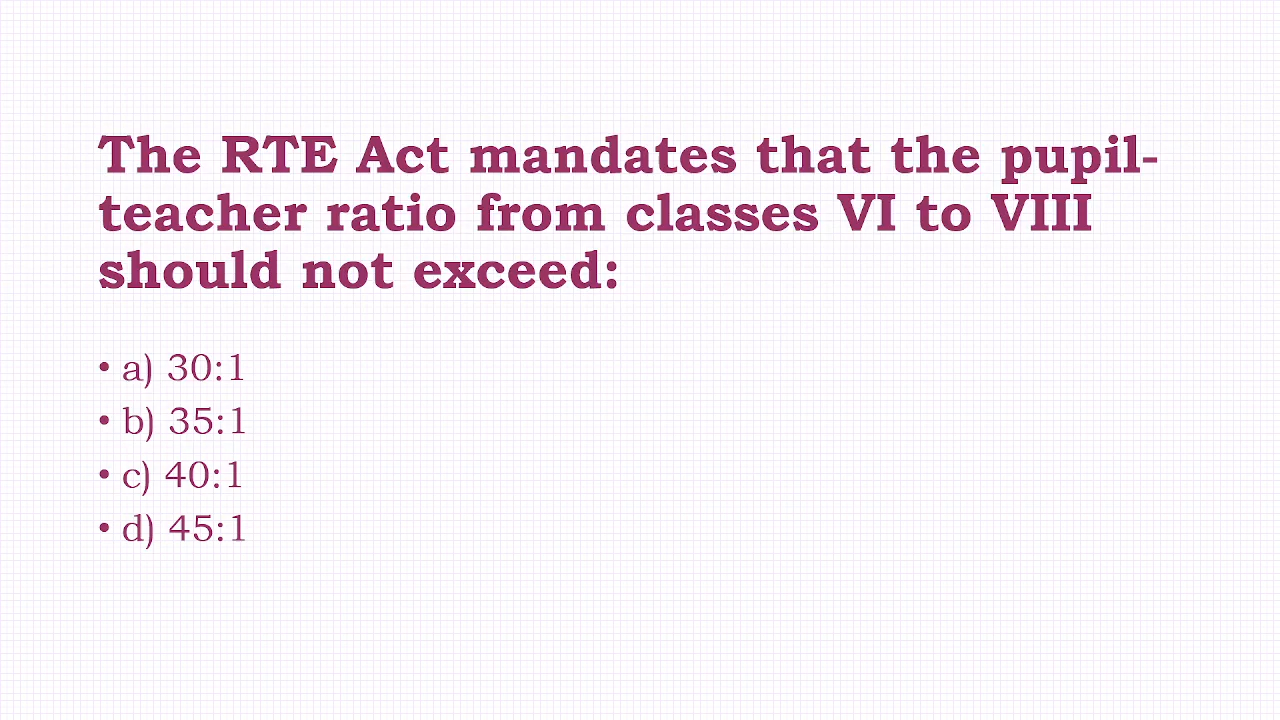 The RTE Act mandates that the pupil-
teacher ratio from classes VI to VIII
should not exceed:
• a) 30:1
• b) 35:1
• c) 40:1
• d) 45:1